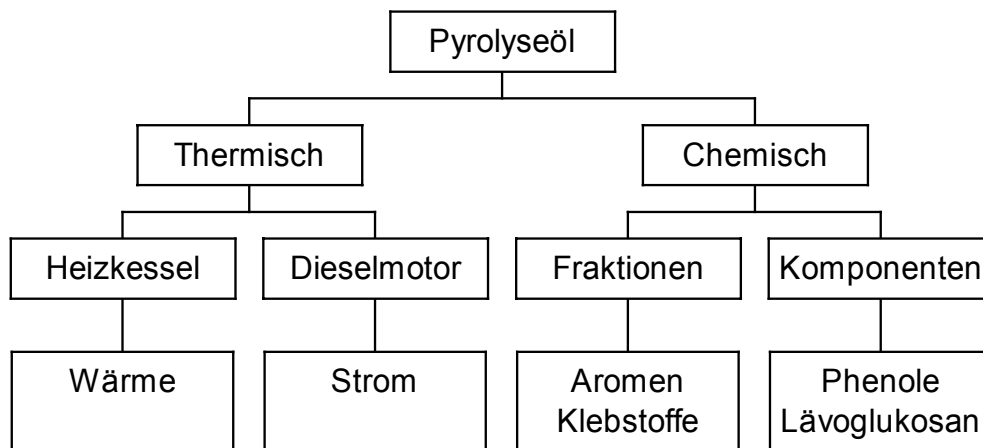 Pyrolyseöl
Thermisch
Chemisch
Heizkessel
Dieselmotor
Fraktionen
Komponenten
Wärme
Strom
Aromen
Klebstoffe
Phenole
Lävoglukosan